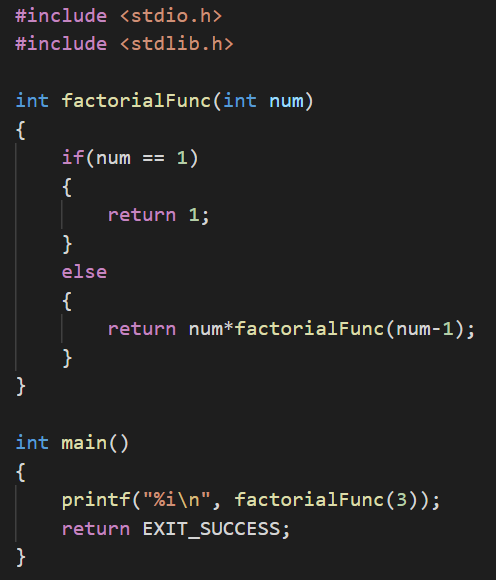 #include <stdio.h>
#include <stdlib.h>

int factorialFunc(int num)
{
    if(num == 1)
    {
        return 1;
    }
    else
    {
        return num*factorialFunc(num-1);
    }
}

int main()
{
    printf("%i\n", factorialFunc(3));
    return EXIT_SUCCESS;
}